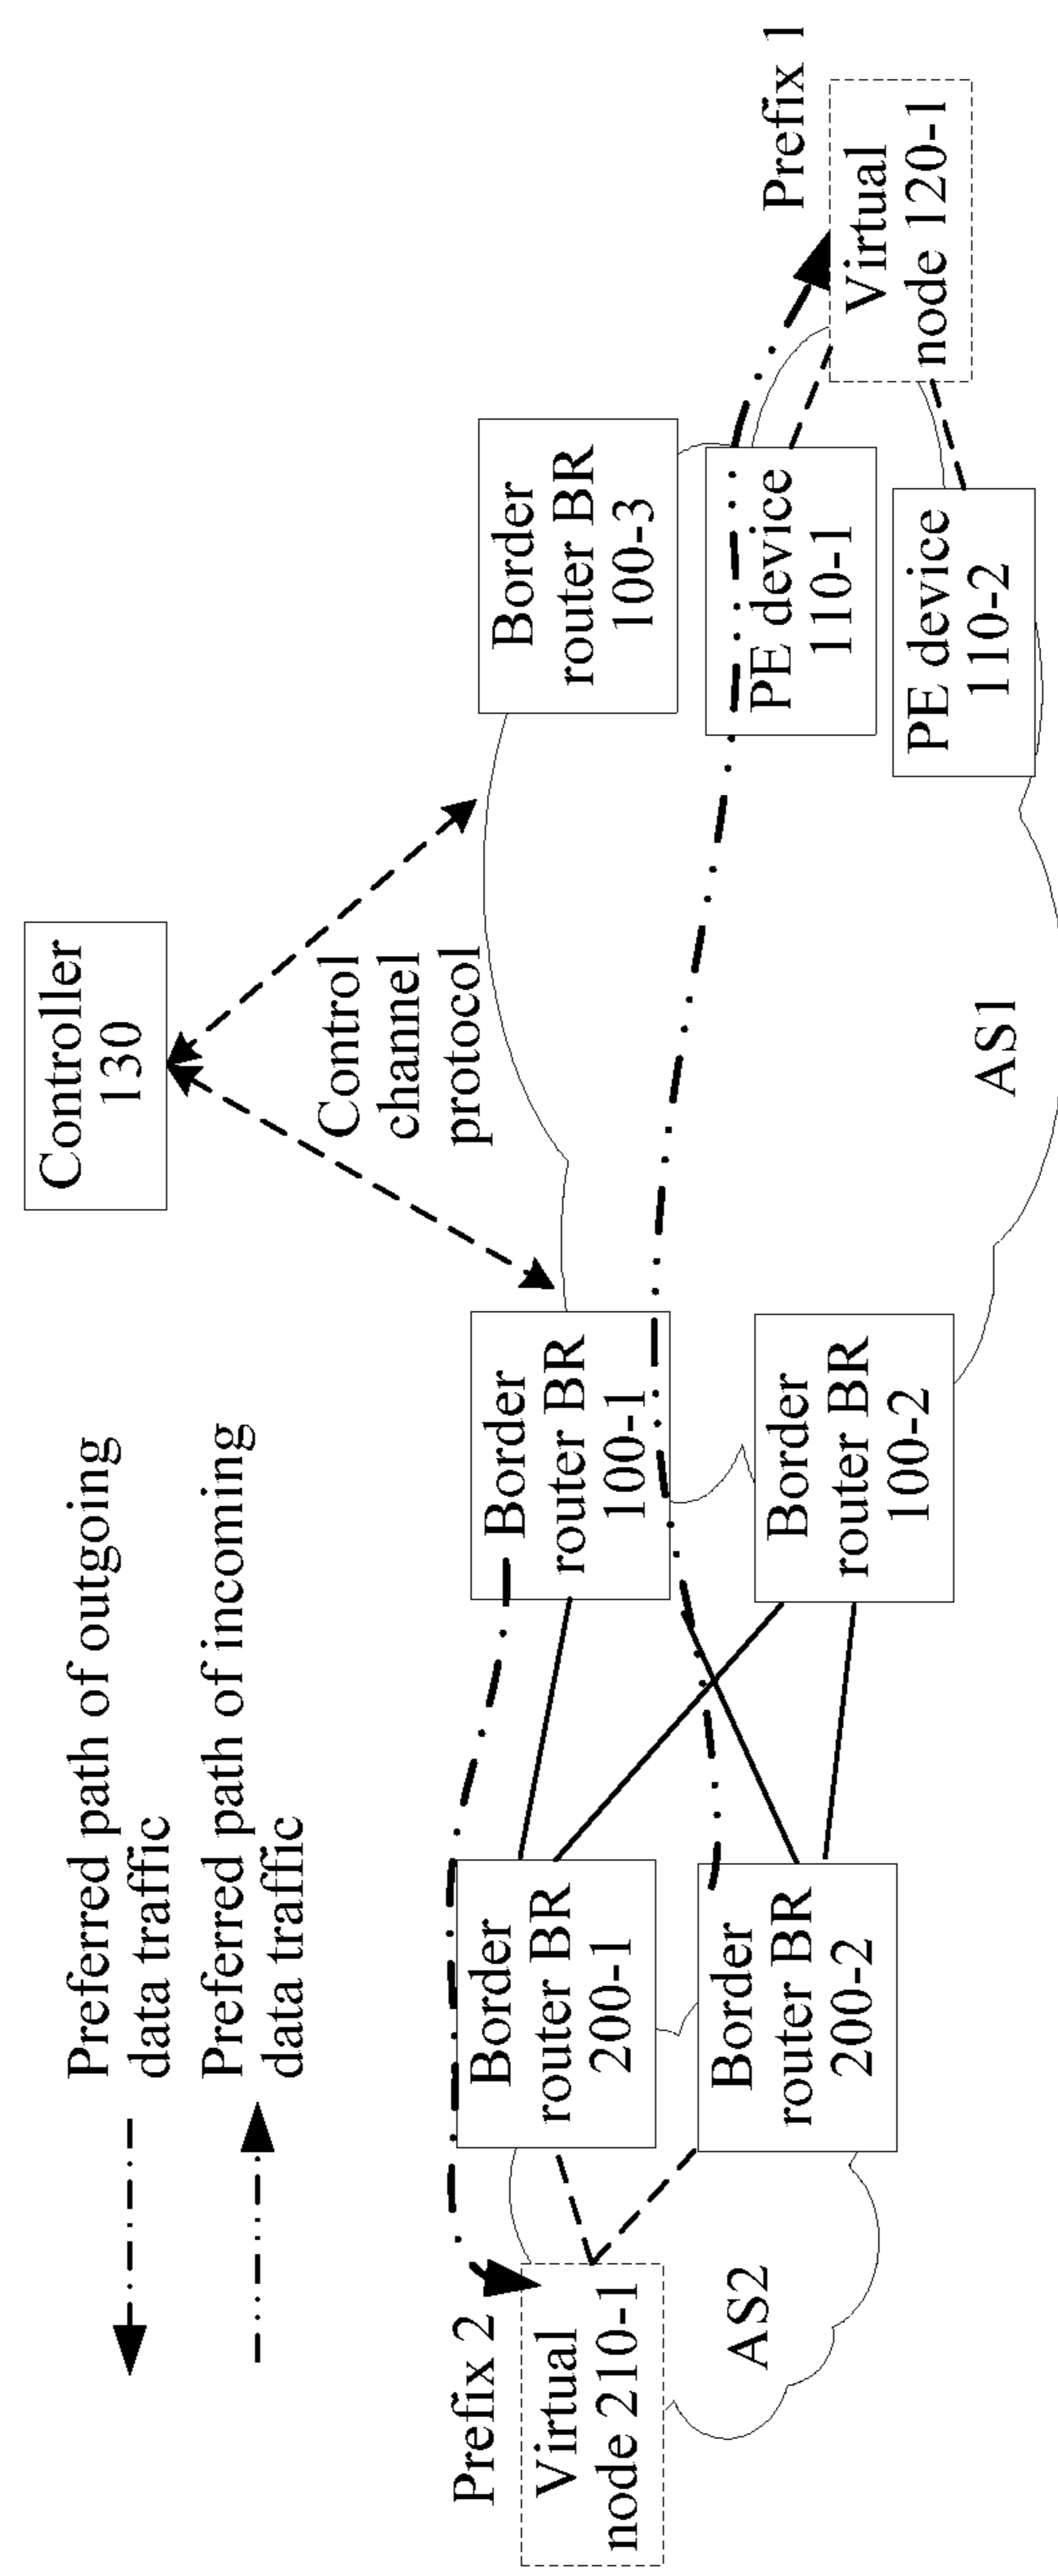 Preferred path of outgoing
data traffic
Preferred path of incoming
data traffic
Controller
130
Control
channel
protocol
Prefix 2
Virtual
node 210-1
AS2
Border
router BR
200-1
Border
router BR
200-2
Border
router BR
100-1
Border
router BR
100-2
AS1
Border
router BR
100-3
PE device
110-1
PE device
110-2
Prefix 1
Virtual
node 120-1